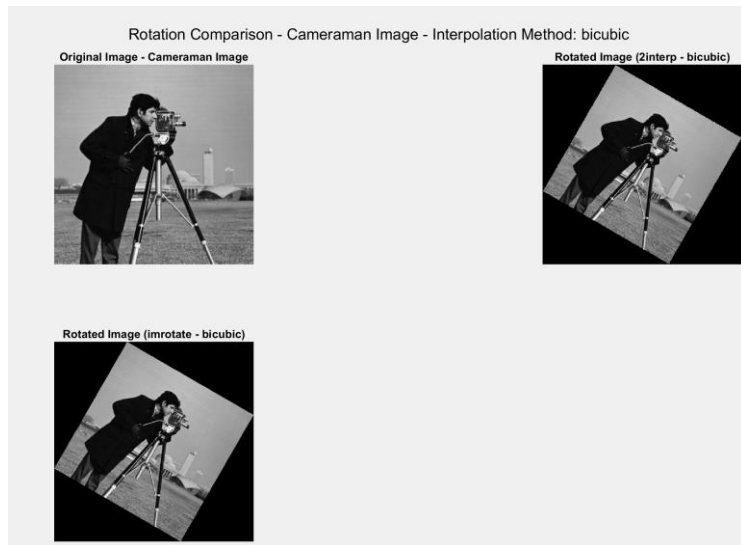 Rotation Comparison - Cameraman Image - Interpolation Method: bicubic
Original Image - Cameraman Image
Rotated Image (2interp - bicubic)
Rotated Image (imrotate - bicubic)